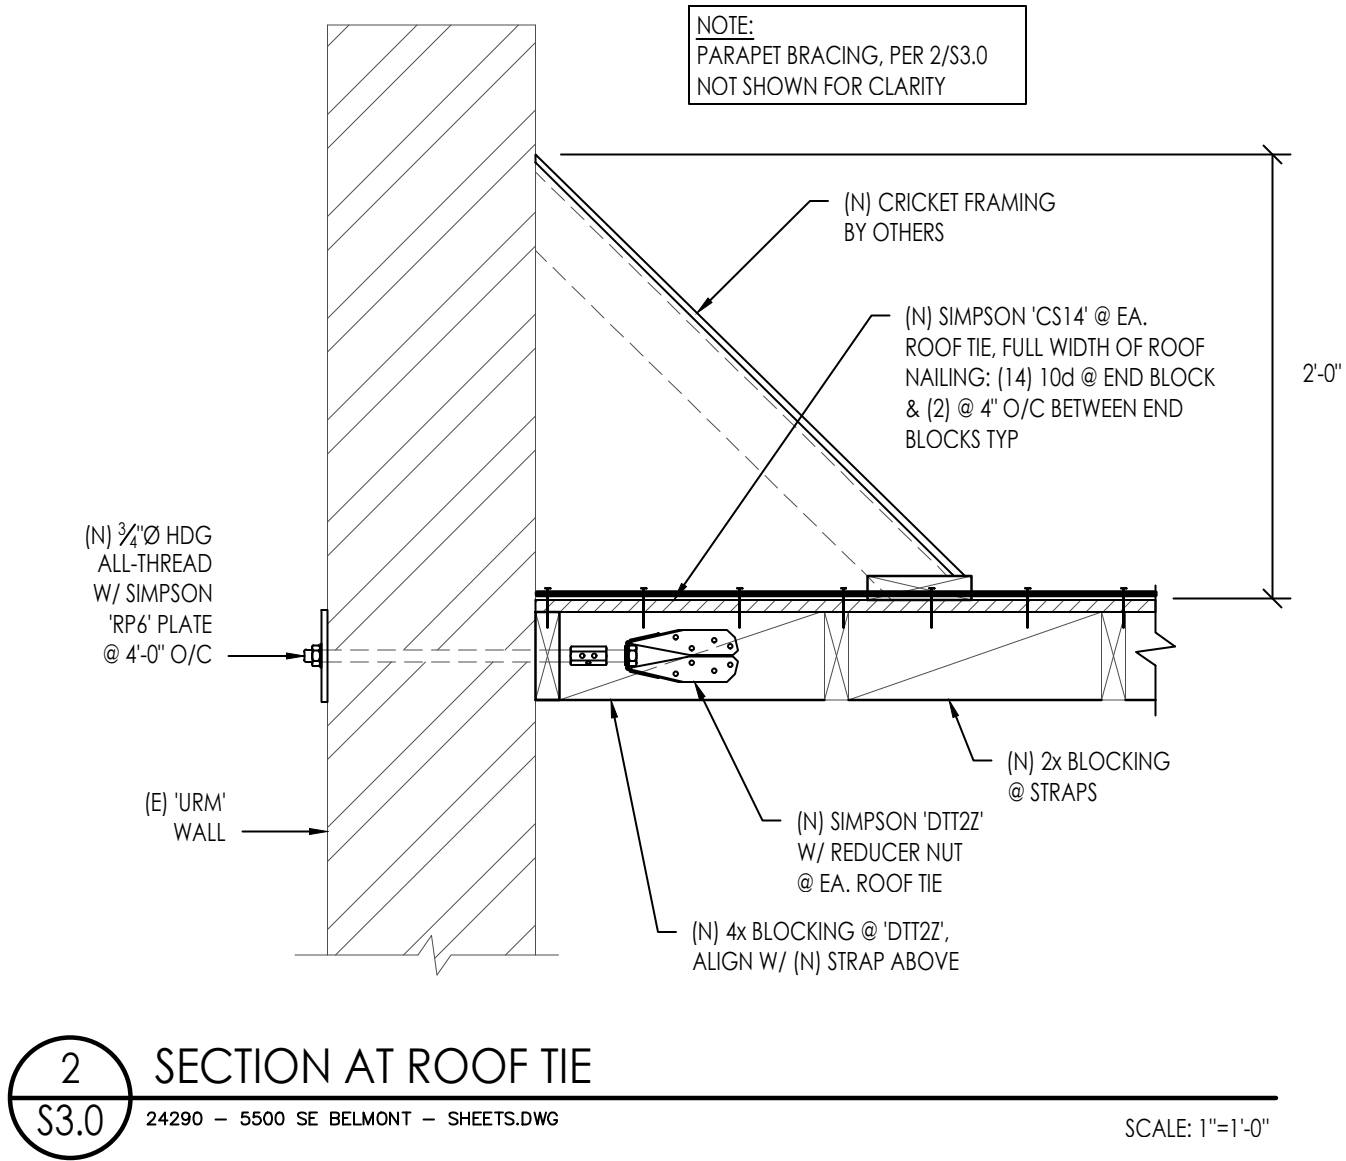 NOTE:
PARAPET BRACING, PER 2/S3.0
NOT SHOWN FOR CLARITY
(N) CRICKET FRAMING
BY OTHERS
(N) SIMPSON 'CS14' @ EA.
ROOF TIE, FULL WIDTH OF ROOF
NAILING: (14) 10d @ END BLOCK
& (2) @ 4" O/C BETWEEN END
BLOCKS TYP
2'-0"
(N) 3/4"Ø HDG
ALL-THREAD
W/ SIMPSON
'RP6' PLATE
@ 4'-0" O/C
(E) 'URM'
WALL
(N) 2x BLOCKING
@ STRAPS
(N) SIMPSON 'DTT2Z'
W/ REDUCER NUT
@ EA. ROOF TIE
(N) 4x BLOCKING @ 'DTT2Z',
ALIGN W/ (N) STRAP ABOVE
2
S3.0
SECTION AT ROOF TIE
24290 - 5500 SE BELMONT - SHEETS.DWG
SCALE: 1"=1'-0"